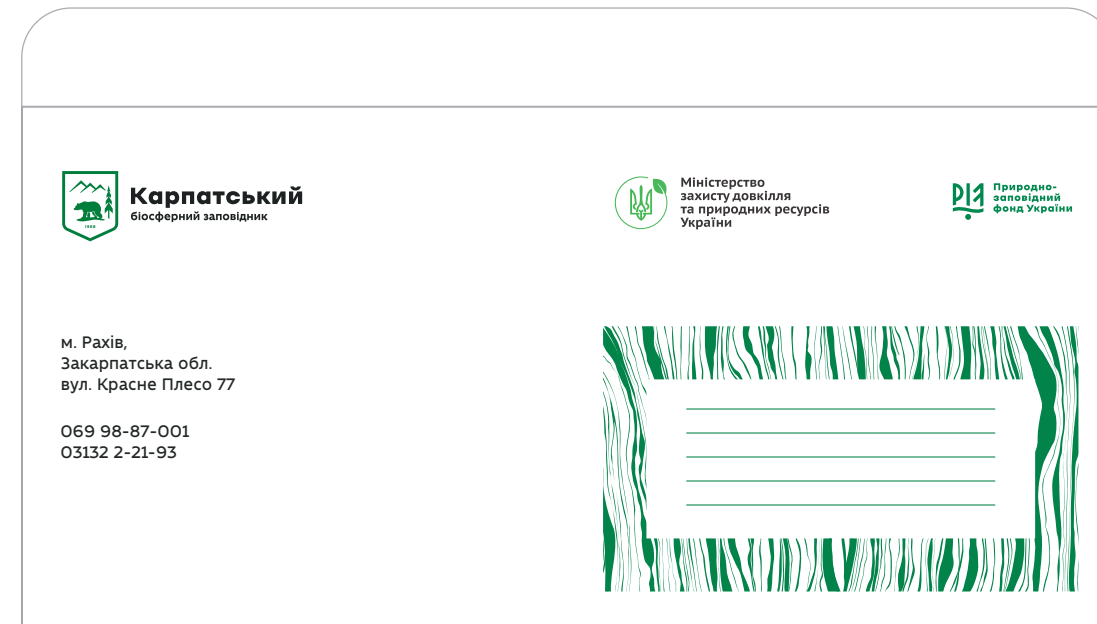 Карпатський
біосферний заповідник
1968
Міністерство
захисту довкілля
та природних ресурсів
України
Природно-
заповідний
фонд України
м. Рахів,
Закарпатська обл.
вул. Красне Плесо 77
069 98-87-001
03132 2-21-93